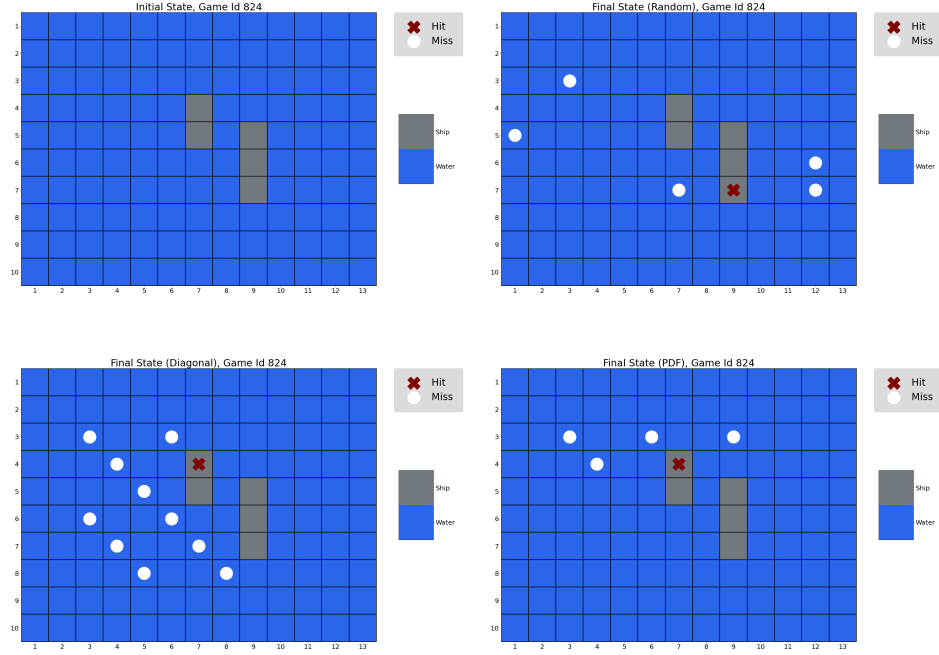 Initial State, Game Id 824
1
2
3
4
5
6
7
8
9
10
1 2 3 4 5 6 7 8 9 10 11 12 13
Hit
Miss
Ship
Water
Final State (Random), Game Id 824
1
2
3
4
5
6
7
8
9
10
1 2 3 4 5 6 7 8 9 10 11 12 13
Hit
Miss
Ship
Water
Final State (Diagonal), Game Id 824
1
2
3
4
5
6
7
8
9
10
1 2 3 4 5 6 7 8 9 10 11 12 13
Hit
Miss
Ship
Water
Final State (PDF), Game Id 824
1
2
3
4
5
6
7
8
9
10
1 2 3 4 5 6 7 8 9 10 11 12 13
Hit
Miss
Ship
Water